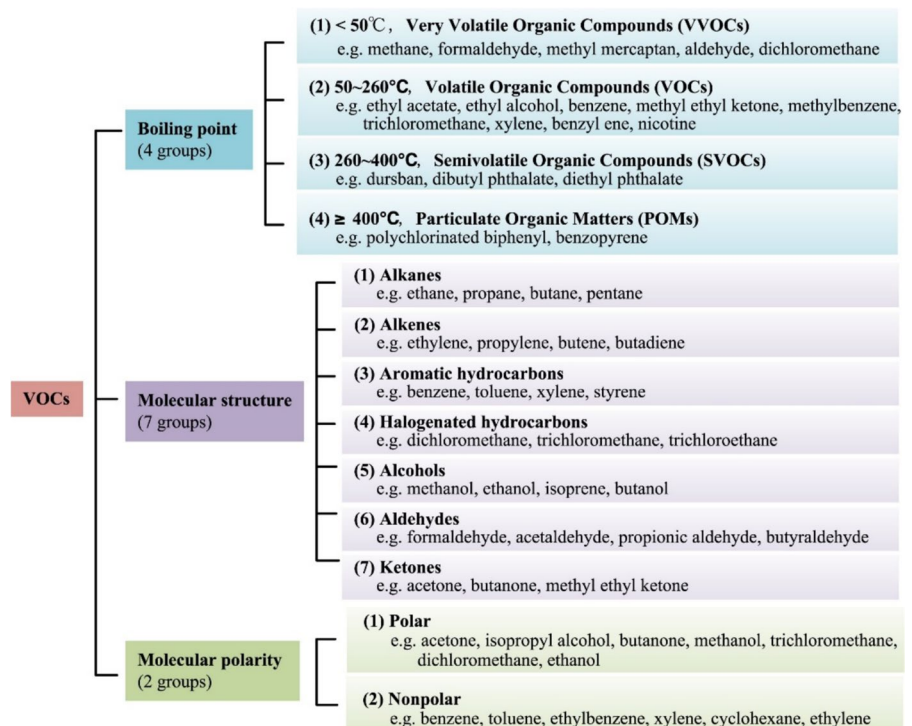 VOCs
Boiling point
(4 groups)
(1) < 50℃, Very Volatile Organic Compounds (VVOCs)
e.g. methane, formaldehyde, methyl mercaptan, aldehyde, dichloromethane
(2) 50~260°C, Volatile Organic Compounds (VOCs)
e.g. ethyl acetate, ethyl alcohol, benzene, methyl ethyl ketone, methylbenzene,
trichloromethane, xylene, benzyl ene, nicotine
(3) 260~400°C, Semivolatile Organic Compounds (SVOCs)
e.g. dursban, dibutyl phthalate, diethyl phthalate
(4) ≥ 400°C, Particulate Organic Matters (POMs)
e.g. polychlorinated biphenyl, benzopyrene
Molecular structure
(7 groups)
(1) Alkanes
e.g. ethane, propane, butane, pentane
(2) Alkenes
e.g. ethylene, propylene, butene, butadiene
(3) Aromatic hydrocarbons
e.g. benzene, toluene, xylene, styrene
(4) Halogenated hydrocarbons
e.g. dichloromethane, trichloromethane, trichloroethane
(5) Alcohols
e.g. methanol, ethanol, isoprene, butanol
(6) Aldehydes
e.g. formaldehyde, acetaldehyde, propionic aldehyde, butyraldehyde
(7) Ketones
e.g. acetone, butanone, methyl ethyl ketone
Molecular polarity
(2 groups)
(1) Polar
e.g. acetone, isopropyl alcohol, butanone, methanol, trichloromethane,
dichloromethane, ethanol
(2) Nonpolar
e.g. benzene, toluene, ethylbenzene, xylene, cyclohexane, ethylene